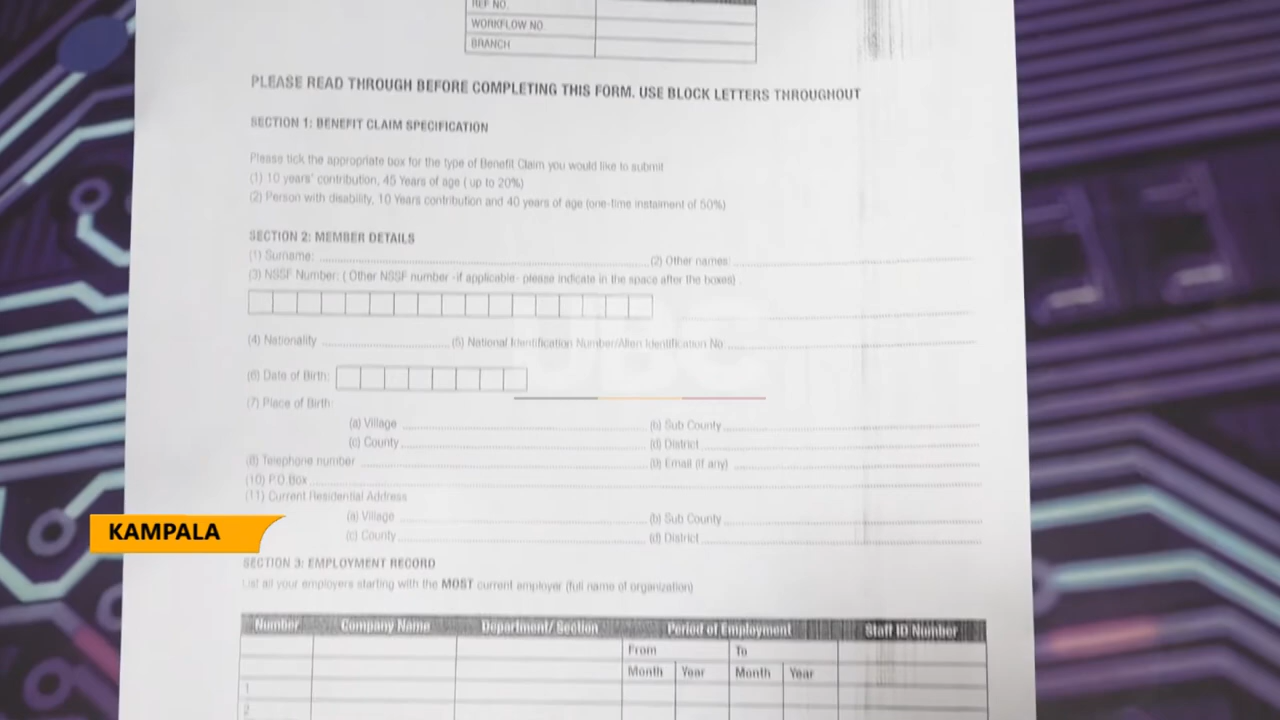 REF NO.
WORKFLOW NO
BRANCH
PLEASE READ THROUGH BEFORE COMPLETING THIS FORM. USE BLOCK LETTERS THROUGHOUT
SECTION 1: BENEFIT CLAIM SPECIFICATION
Please tick the appropriate box for the type of Benefit Claim you would like to submit
(1) 10 years' contribution, 45 Years of age ( up to 20%)
(2) Person with disability, 10 Years contribution and 40 years of age (one-time instalment of 50%)
SECTION 2: MEMBER DETAILS
(1) Surname: (2) Other names:
(3) NSSF Number: ( Other NSSF number -if applicable- please indicate in the space after the boxes)
UBC
(4) Nationality (5) National Identification Number/Alien Identification No
(6) Date of Birth:
(7) Place of Birth:
(a) Village (b) Sub County
(c) County (d) District
(8) Telephone number (9) Email (if any)
(10) P.O.Box
(11) Current Residential Address
(a) Village (b) Sub County
(c) County (d) District
KAMPALA
SECTION 3: EMPLOYMENT RECORD
List all your employers starting with the MOST current employer (full name of organization)
Number Company Name Department/ Section Period of Employment Staff ID Number
From To
Month Year Month Year
1
2